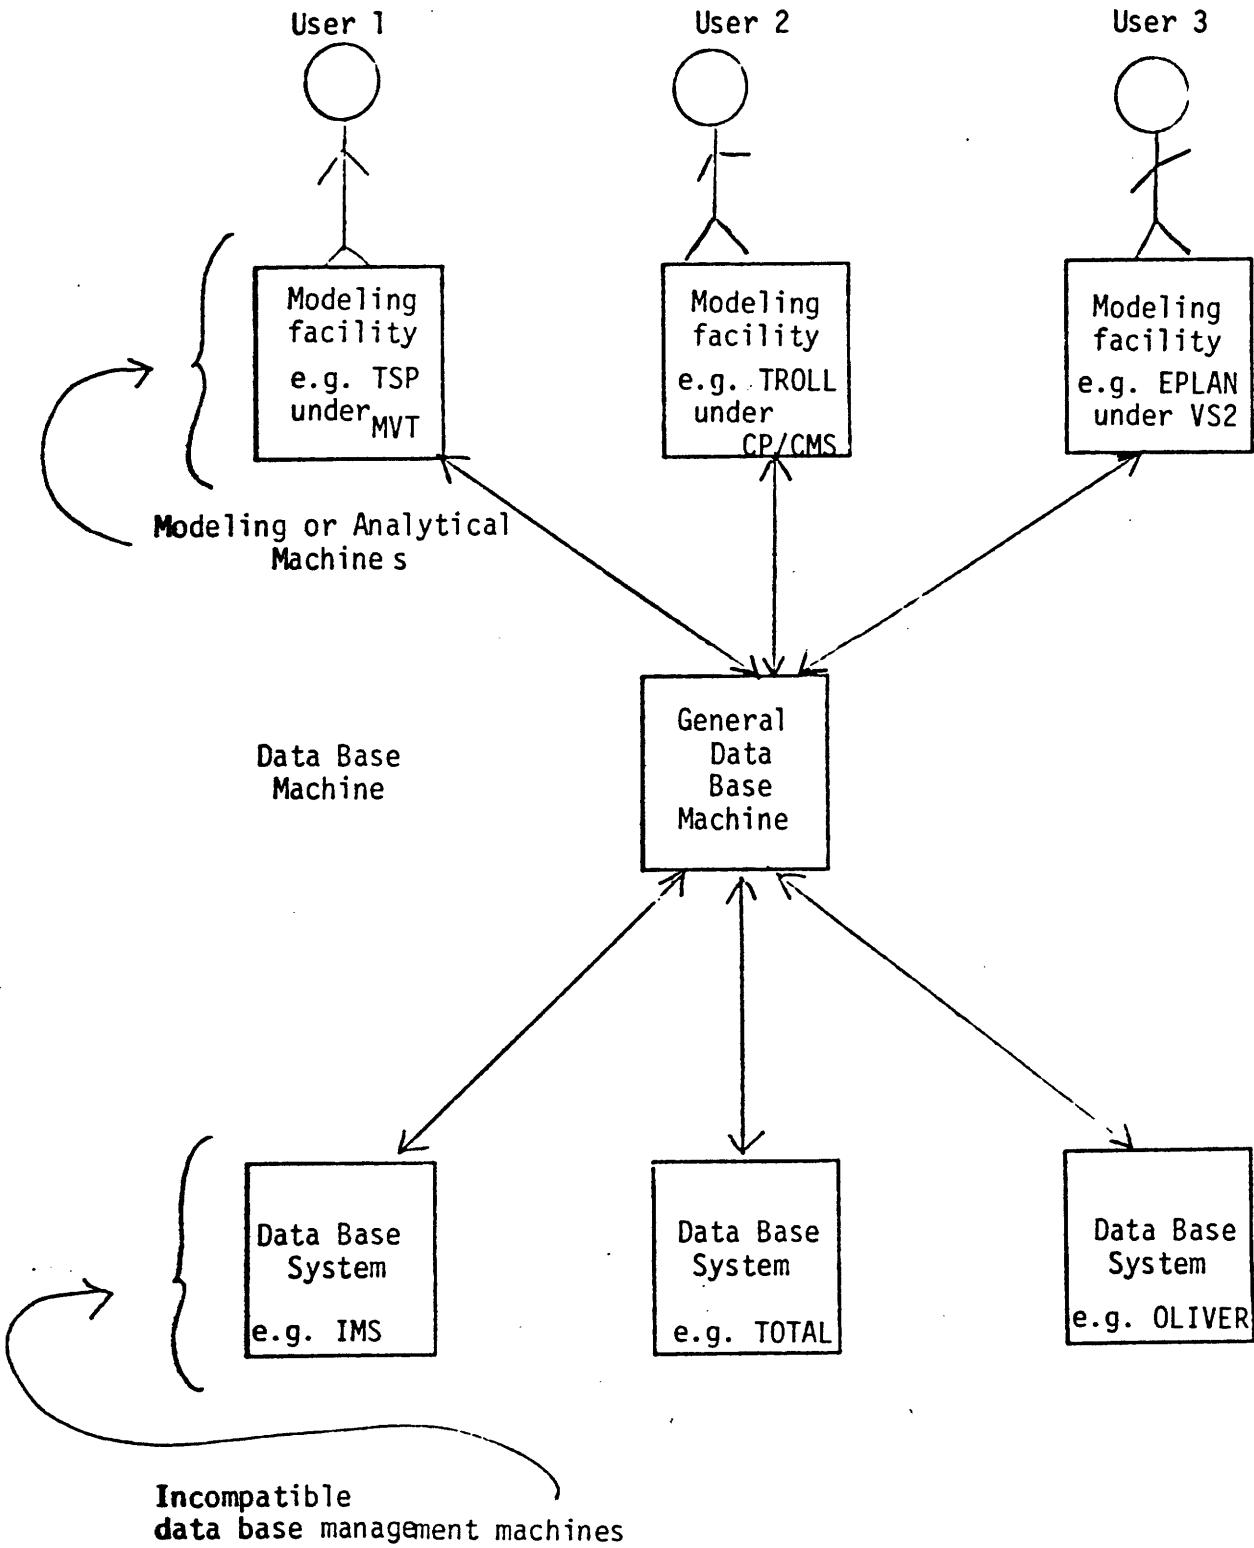 User 1
User 2
User 3
Modeling
facility
e.g. TSP
under
MVT
Modeling
facility
e.g. TROLL
under
CP/CMS
Modeling
facility
e.g. EPLAN
under VS2
Modeling or Analytical
Machines
Data Base
Machine
General
Data
Base
Machine
Data Base
System
e.g. IMS
Data Base
System
e.g. TOTAL
Data Base
System
e.g. OLIVER
Incompatible
data base management machines